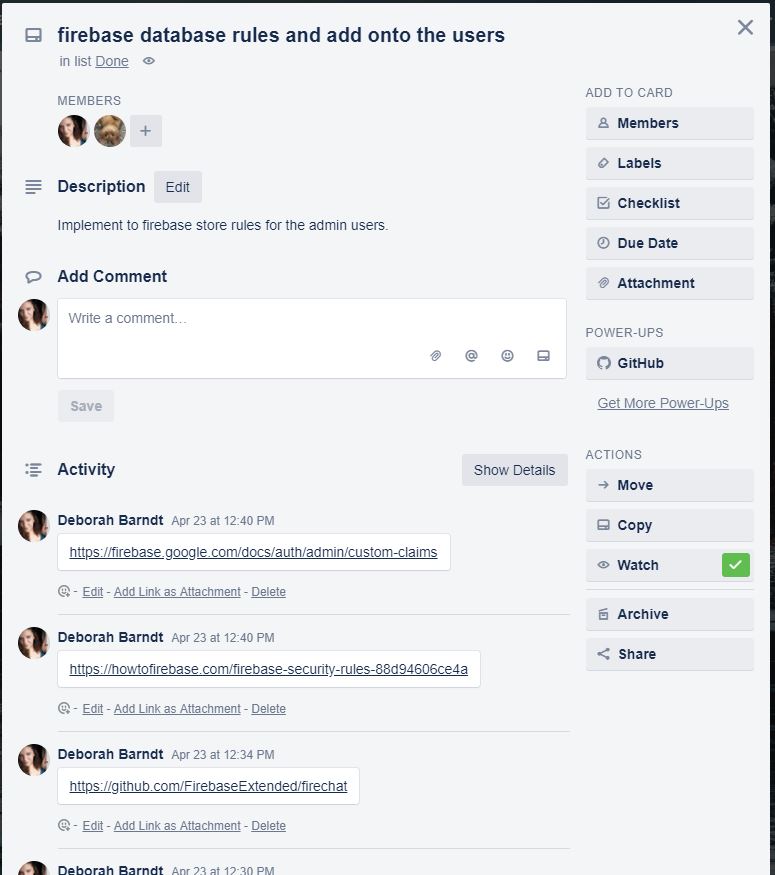 firebase database rules and add onto the users
in list Done
MEMBERS
+
Description Edit
Implement to firebase store rules for the admin users.
Add Comment
Write a comment…
Save
Activity Show Details
Deborah Barndt Apr 23 at 12:40 PM
https://firebase.google.com/docs/auth/admin/custom-claims
- Edit - Add Link as Attachment - Delete
Deborah Barndt Apr 23 at 12:40 PM
https://howtofirebase.com/firebase-security-rules-88d94606ce4a
- Edit - Add Link as Attachment - Delete
Deborah Barndt Apr 23 at 12:34 PM
https://github.com/FirebaseExtended/firechat
- Edit - Add Link as Attachment - Delete
Deborah Barndt Apr 23 at 12:30 PM
ADD TO CARD
Members
Labels
Checklist
Due Date
Attachment
POWER-UPS
GitHub
Get More Power-Ups
ACTIONS
Move
Copy
Watch
Archive
Share